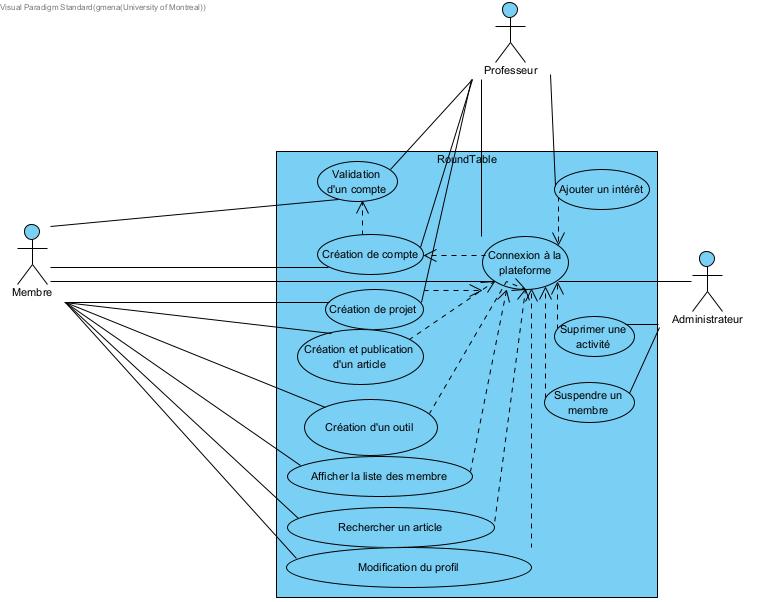 Visual Paradigm Standard(gmena(University of Montreal))
Professeur
RoundTable
Validation
d'un compte
Ajouter un intérêt
Création de compte
Connexion à la
plateforme
Membre
Administrateur
Création de projet
Suprimer une
activité
Création et publication
d'un article
Suspendre un
membre
Création d'un outil
Afficher la liste des membre
Rechercher un article
Modification du profil